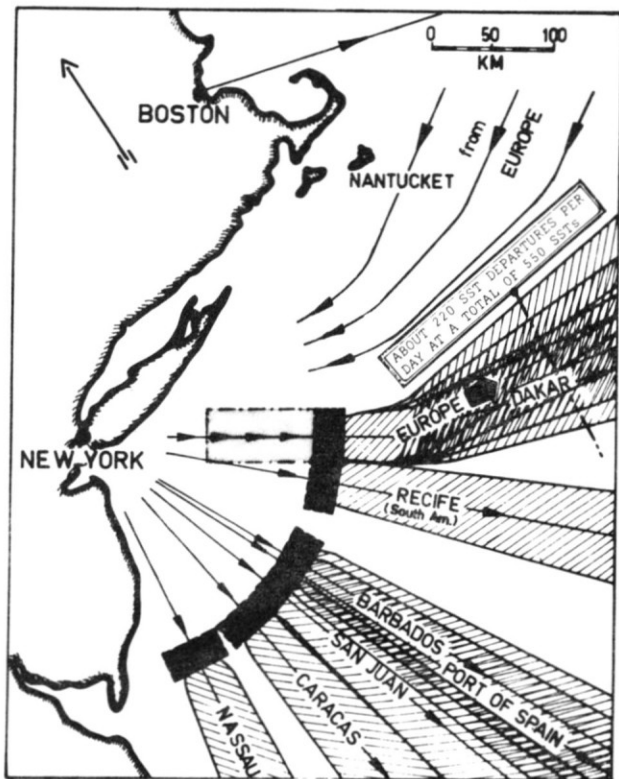 0 50 100
KM
BOSTON
from
EUROPE
NANTUCKET
ABOUT 220 SST DEPARTURES PER
DAY AT A TOTAL OF 550 SSTs
EUROPE
DAKAR
NEW YORK
RECIFE
(South Am.)
BARBADOS
PORT OF SPAIN
SAN JUAN
CARACAS
NASSAU